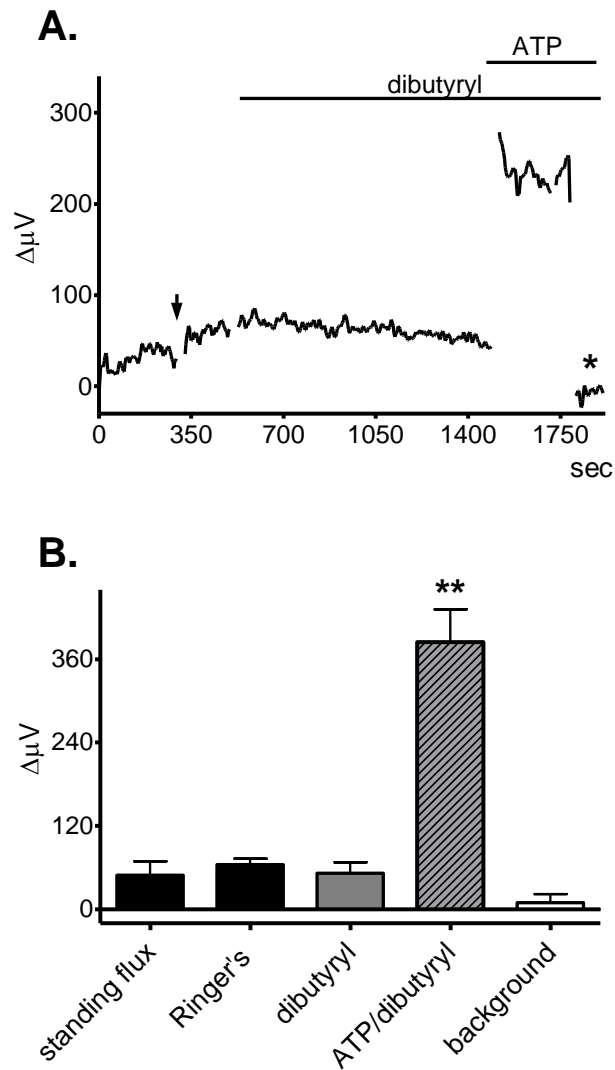 A.
ATP
dibutyryl
300
200
100
0
ΔμV
*
0 350 700 1050 1400 1750
sec
B.
**
360
240
120
0
ΔμV
standing flux
Ringer's
dibutyryl
ATP/dibutyryl
background